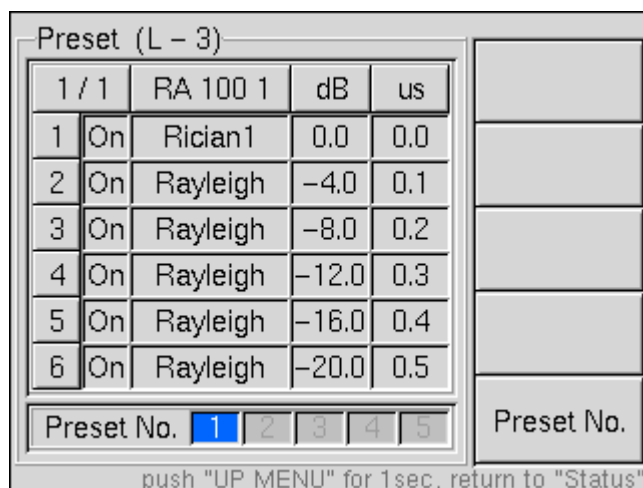 Preset (L – 3)
1 / 1 RA 100 1 dB us
1 On Rician1 0.0 0.0
2 On Rayleigh –4.0 0.1
3 On Rayleigh –8.0 0.2
4 On Rayleigh –12.0 0.3
5 On Rayleigh –16.0 0.4
6 On Rayleigh –20.0 0.5
Preset No. 1 2 3 4 5
Preset No.
push "UP MENU" for 1sec, return to "Status"